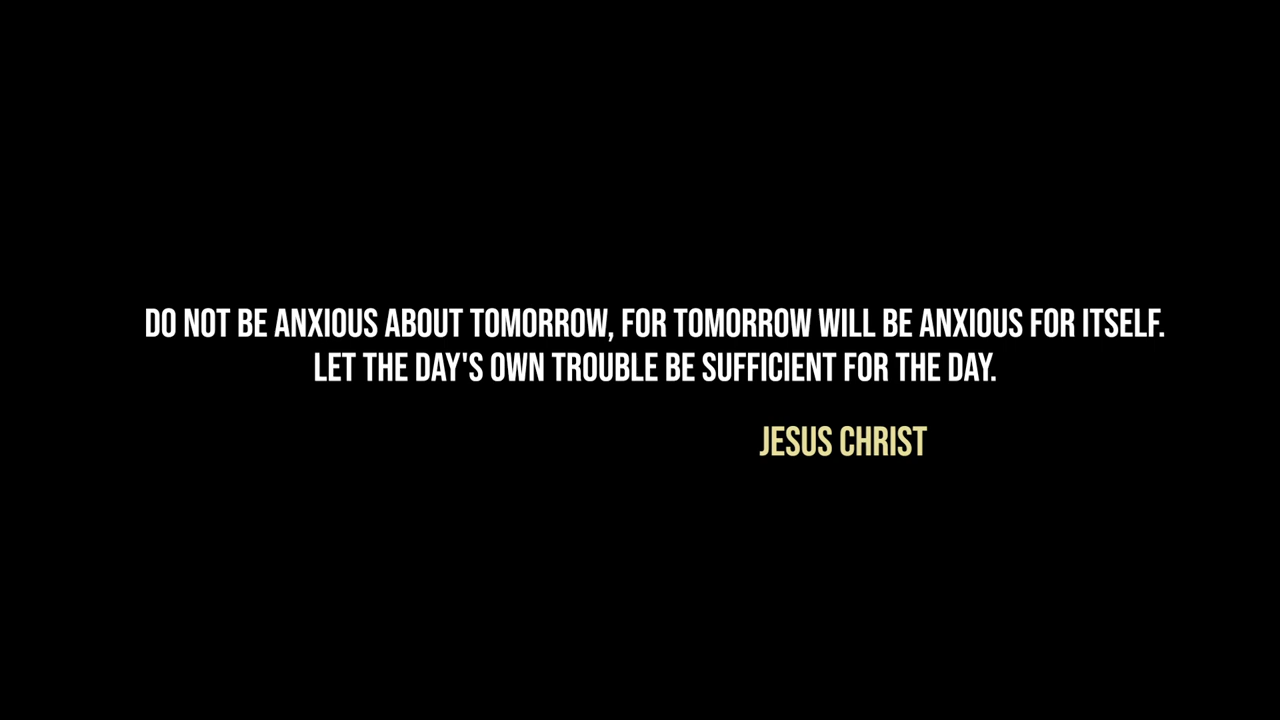 DO NOT BE ANXIOUS ABOUT TOMORROW, FOR TOMORROW WILL BE ANXIOUS FOR ITSELF.
LET THE DAY'S OWN TROUBLE BE SUFFICIENT FOR THE DAY.
JESUS CHRIST